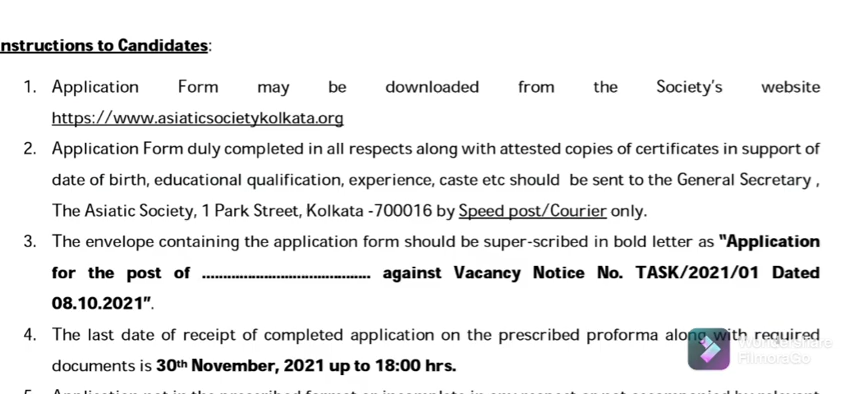 nstructions to Candidates:
1. Application Form may be downloaded from the Society's website
https://www.asiaticsocietykolkata.org
2. Application Form duly completed in all respects along with attested copies of certificates in support of
date of birth, educational qualification, experience, caste etc should be sent to the General Secretary ,
The Asiatic Society, 1 Park Street, Kolkata -700016 by Speed post/Courier only.
3. The envelope containing the application form should be super-scribed in bold letter as "Application
for the post of ........................................ against Vacancy Notice No. TASK/2021/01 Dated
08.10.2021".
4. The last date of receipt of completed application on the prescribed proforma along with required
documents is 30th November, 2021 up to 18:00 hrs.
Wondershare
FilmoraGo